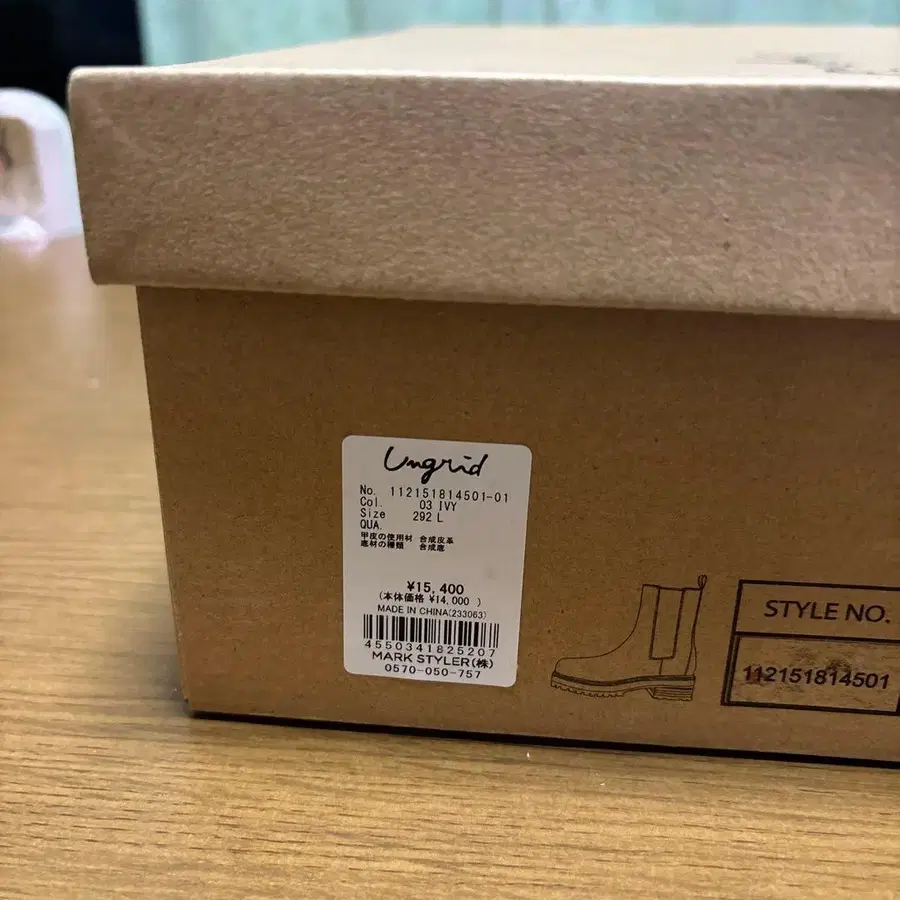 Ungrid
No. 112151814501-01
Col. 03 IVY
Size 292 L
QUA.
甲皮の使用材 合成皮革
底材の種類 合成底
¥15,400
(本体価格 ¥14,000 )
MADE IN CHINA(233063)
4550341825207
MARK STYLER(株)
0570-050-757
STYLE NO.
112151814501